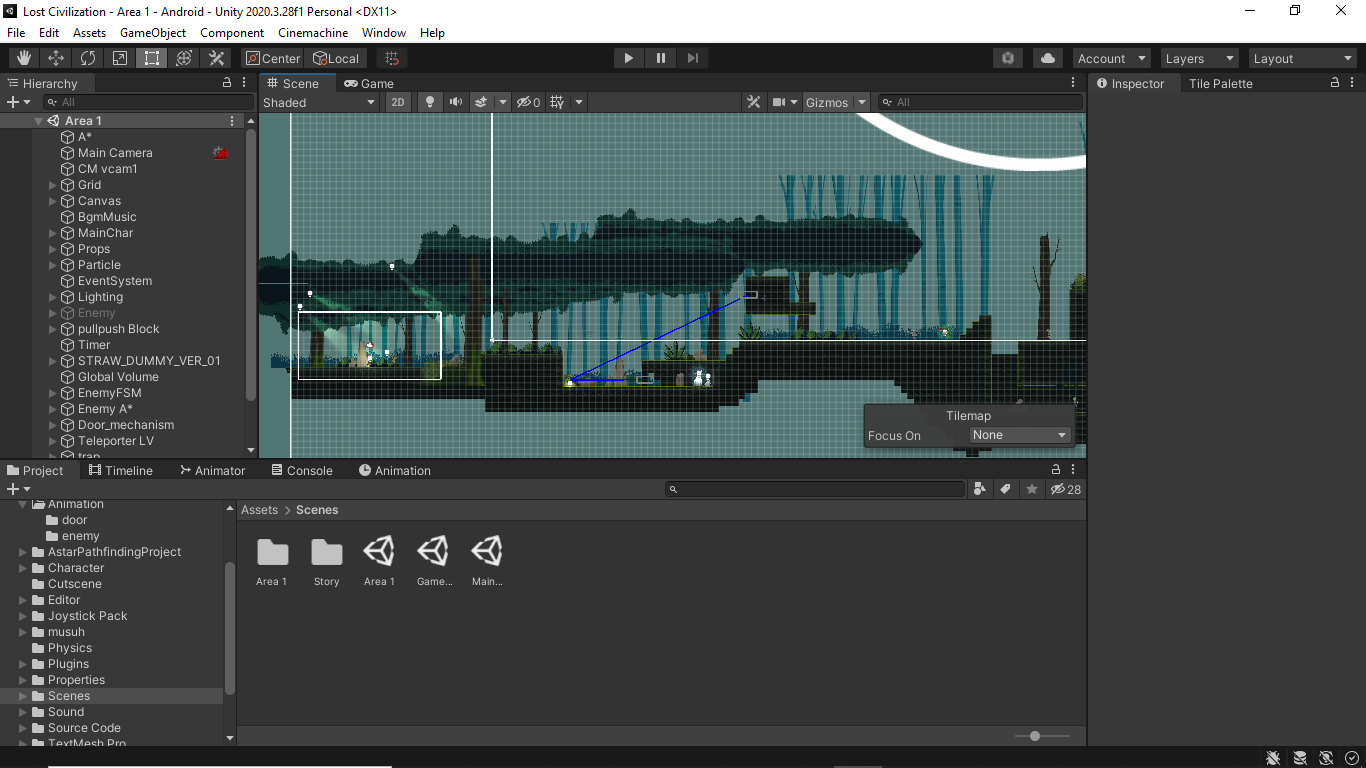 Lost Civilization - Area 1 - Android - Unity 2020.3.28f1 Personal <DX11>
File Edit Assets GameObject Component Cinemachine Window Help
Center Local Account Layers Layout
Hierarchy Scene Game Inspector Tile Palette
All Shaded 2D 0 Gizmos All
Area 1
A*
Main Camera
CM vcam1
Grid
Canvas
BgmMusic
MainChar
Props
Particle
EventSystem
Lighting
Enemy
pullpush Block
Timer
STRAW_DUMMY_VER_01
Global Volume
EnemyFSM
Enemy A*
Door_mechanism
Teleporter LV
trap
Tilemap
Focus On None
Project Timeline Animator Console Animation
28
Animation
door
enemy
AstarPathfindingProject
Character
Cutscene
Editor
Joystick Pack
musuh
Physics
Plugins
Properties
Scenes
Sound
Source Code
TextMesh Pro
Assets > Scenes
Area 1 Story Area 1 Game... Main...